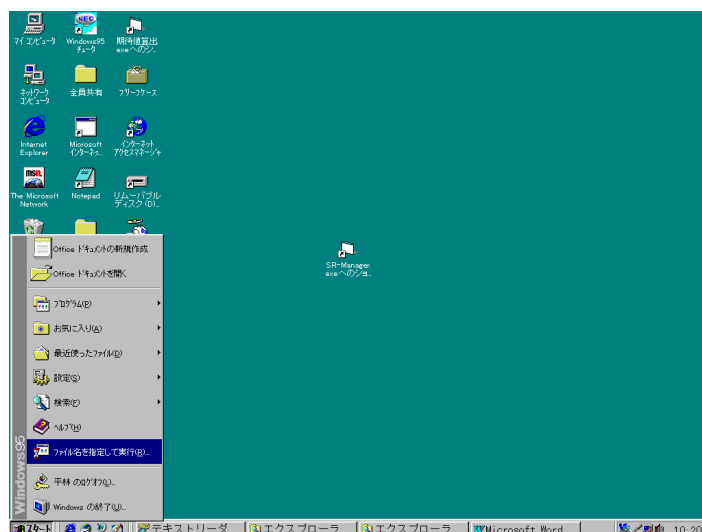 マイ コンピュータ
NEC
Windows95
チュータ
期待値算出
exeへのシ...
ネットワーク
コンピュータ
全員共有
ブリーフケース
Internet
Explorer
Microsoft
インターネッ...
インターネット
アクセスマネージャ
msn.
The Microsoft
Network
Notepad
リムーバブル
ディスク (D)...
SR-Manager.
exeへのショ...
Office ドキュメントの新規作成
Office ドキュメントを開く
プログラム(P)
お気に入り(A)
最近使ったファイル(D)
設定(S)
検索(F)
ヘルプ(H)
ファイル名を指定して実行(R)...
平林 のログオフ(L)...
Windows の終了(U)...
Windows95
スタート
テキストリーダ
エクスプローラ
エクスプローラ
Microsoft Word
10:20